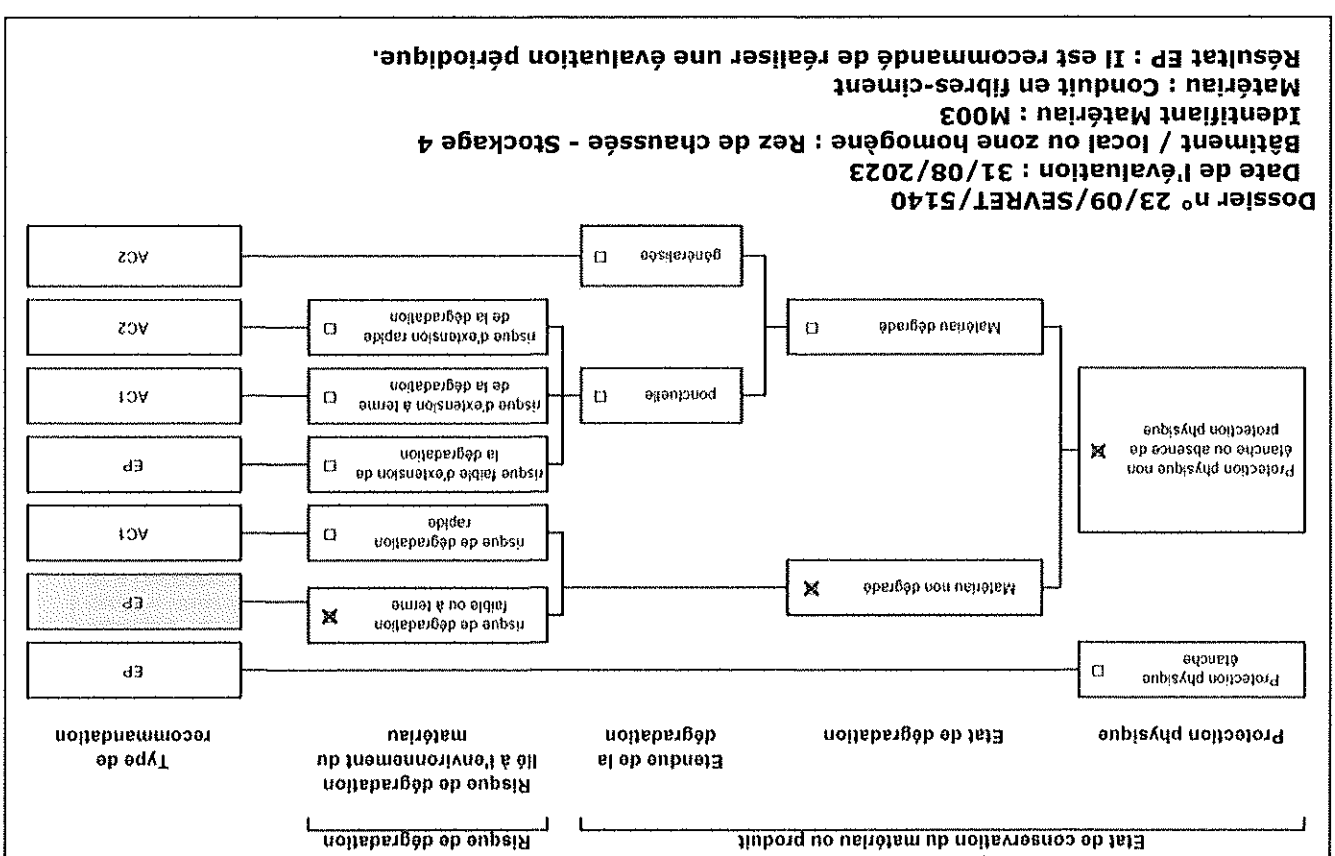 Etat de conservation du matériau ou produit
Risque de dégradation
Protection physique
Etat de dégradation
Etendue de la
dégradation
Risque de dégradation
lié à l'environnement du
matériau
Type de
recommandation
Protection physique
étanche
EP
Matériau non dégradé
risque de dégradation
faible ou à terme
EP
risque de dégradation
rapide
AC1
Protection physique non
étanche ou absence de
protection physique
risque faible d'extension de
la dégradation
EP
ponctuelle
risque d'extension à terme
de la dégradation
AC1
Matériau dégradé
risque d'extension rapide
de la dégradation
AC2
généralisée
AC2
Dossier n° 23/09/SEVRET/5140
Date de l'évaluation : 31/08/2023
Bâtiment / local ou zone homogène : Rez de chaussée - Stockage 4
Identifiant Matériau : M003
Matériau : Conduit en fibres-ciment
Résultat EP : Il est recommandé de réaliser une évaluation périodique.